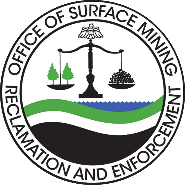 OFFICE OF SURFACE MINING
RECLAMATION AND ENFORCEMENT